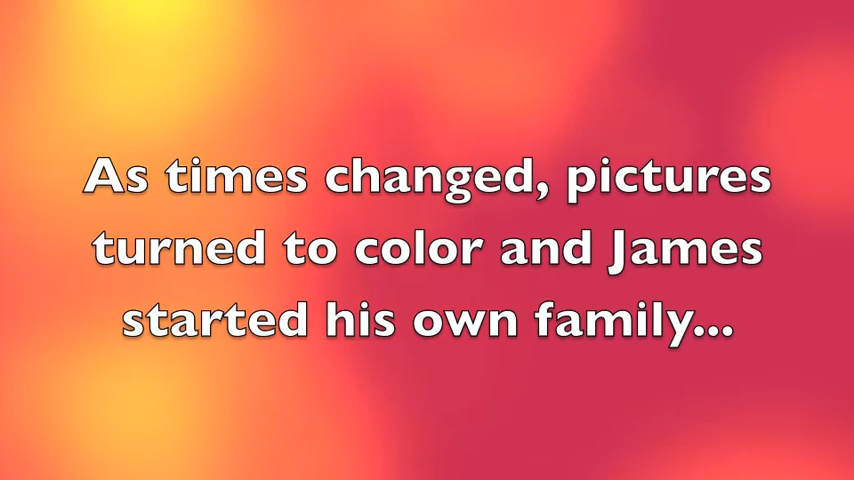 As times changed, pictures
turned to color and James
started his own family...